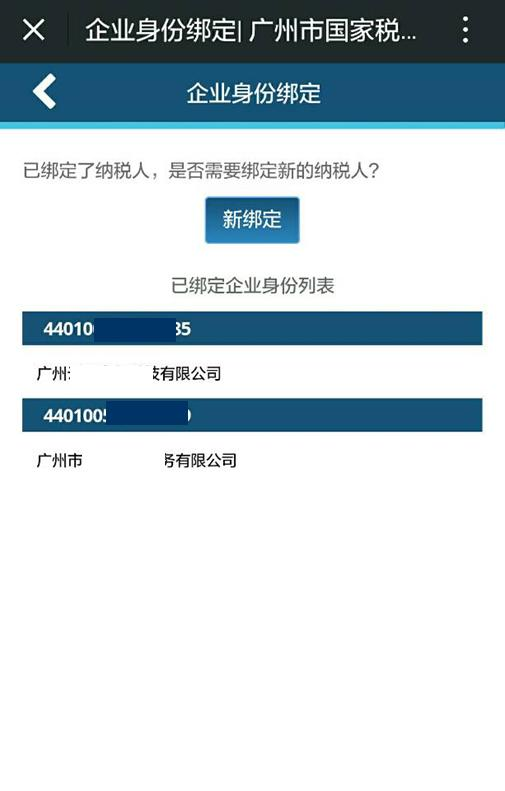 企业身份绑定| 广州市国家税...
企业身份绑定
已绑定了纳税人，是否需要绑定新的纳税人?
新绑定
已绑定企业身份列表
44010 85
广州 技有限公司
440100
广州市 务有限公司